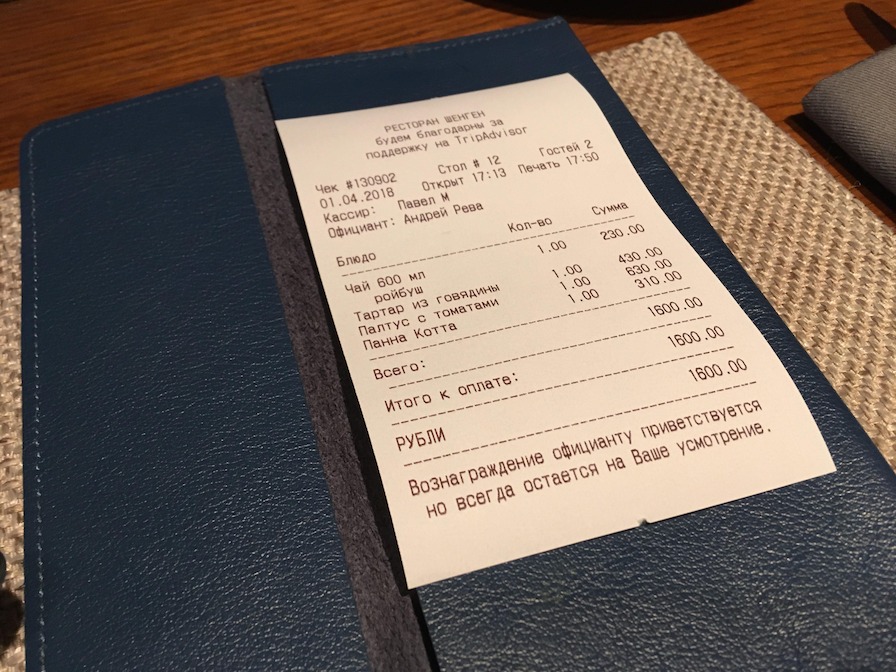 РЕСТОРАН ШЕНГЕН
будем благодарны за
поддержку на TripAdvisor
Чек #130902 Стол # 12 Гостей 2
01.04.2018 Открыт 17:13 Печать 17:50
Кассир: Павел М
Официант: Андрей Рева
Блюдо Кол-во Сумма
Чай 600 мл 1.00 230.00
ройбуш
Тартар из говядины 1.00 430.00
Палтус с томатами 1.00 630.00
Панна Котта 1.00 310.00
Всего: 1600.00
Итого к оплате: 1600.00
РУБЛИ 1600.00
Вознаграждение официанту приветствуется
но всегда остается на Ваше усмотрение.